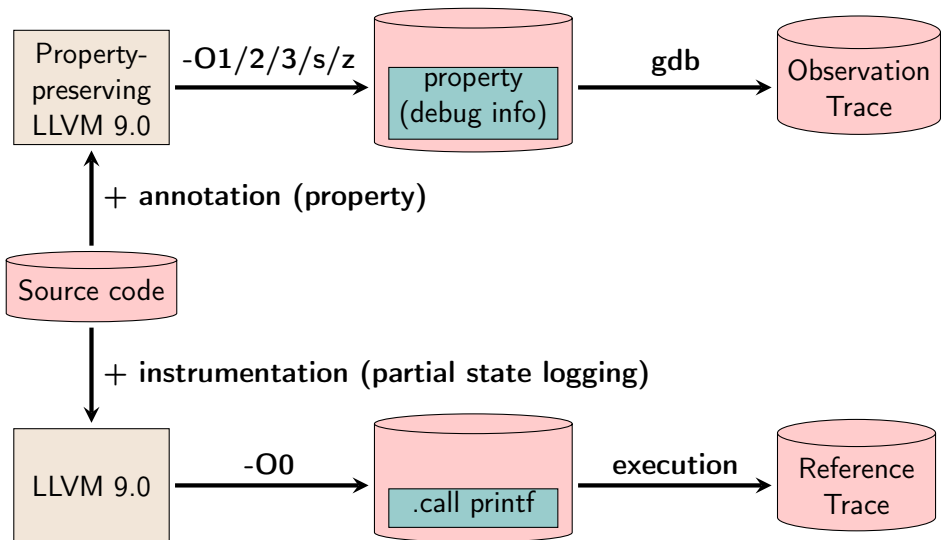 Property-
preserving
LLVM 9.0
-O1/2/3/s/z
property
(debug info)
gdb
Observation
Trace
+ annotation (property)
Source code
+ instrumentation (partial state logging)
LLVM 9.0
-O0
.call printf
execution
Reference
Trace